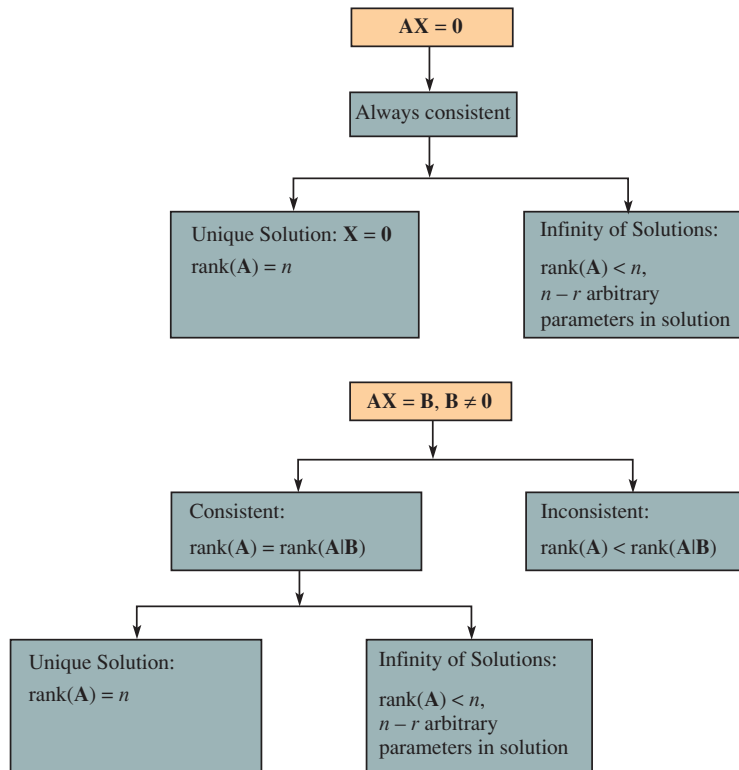 AX = 0
Always consistent
Unique Solution: X = 0
rank(A) = n
Infinity of Solutions:
rank(A) < n,
n – r arbitrary
parameters in solution
AX = B, B ≠ 0
Consistent:
rank(A) = rank(A|B)
Inconsistent:
rank(A) < rank(A|B)
Unique Solution:
rank(A) = n
Infinity of Solutions:
rank(A) < n,
n – r arbitrary
parameters in solution